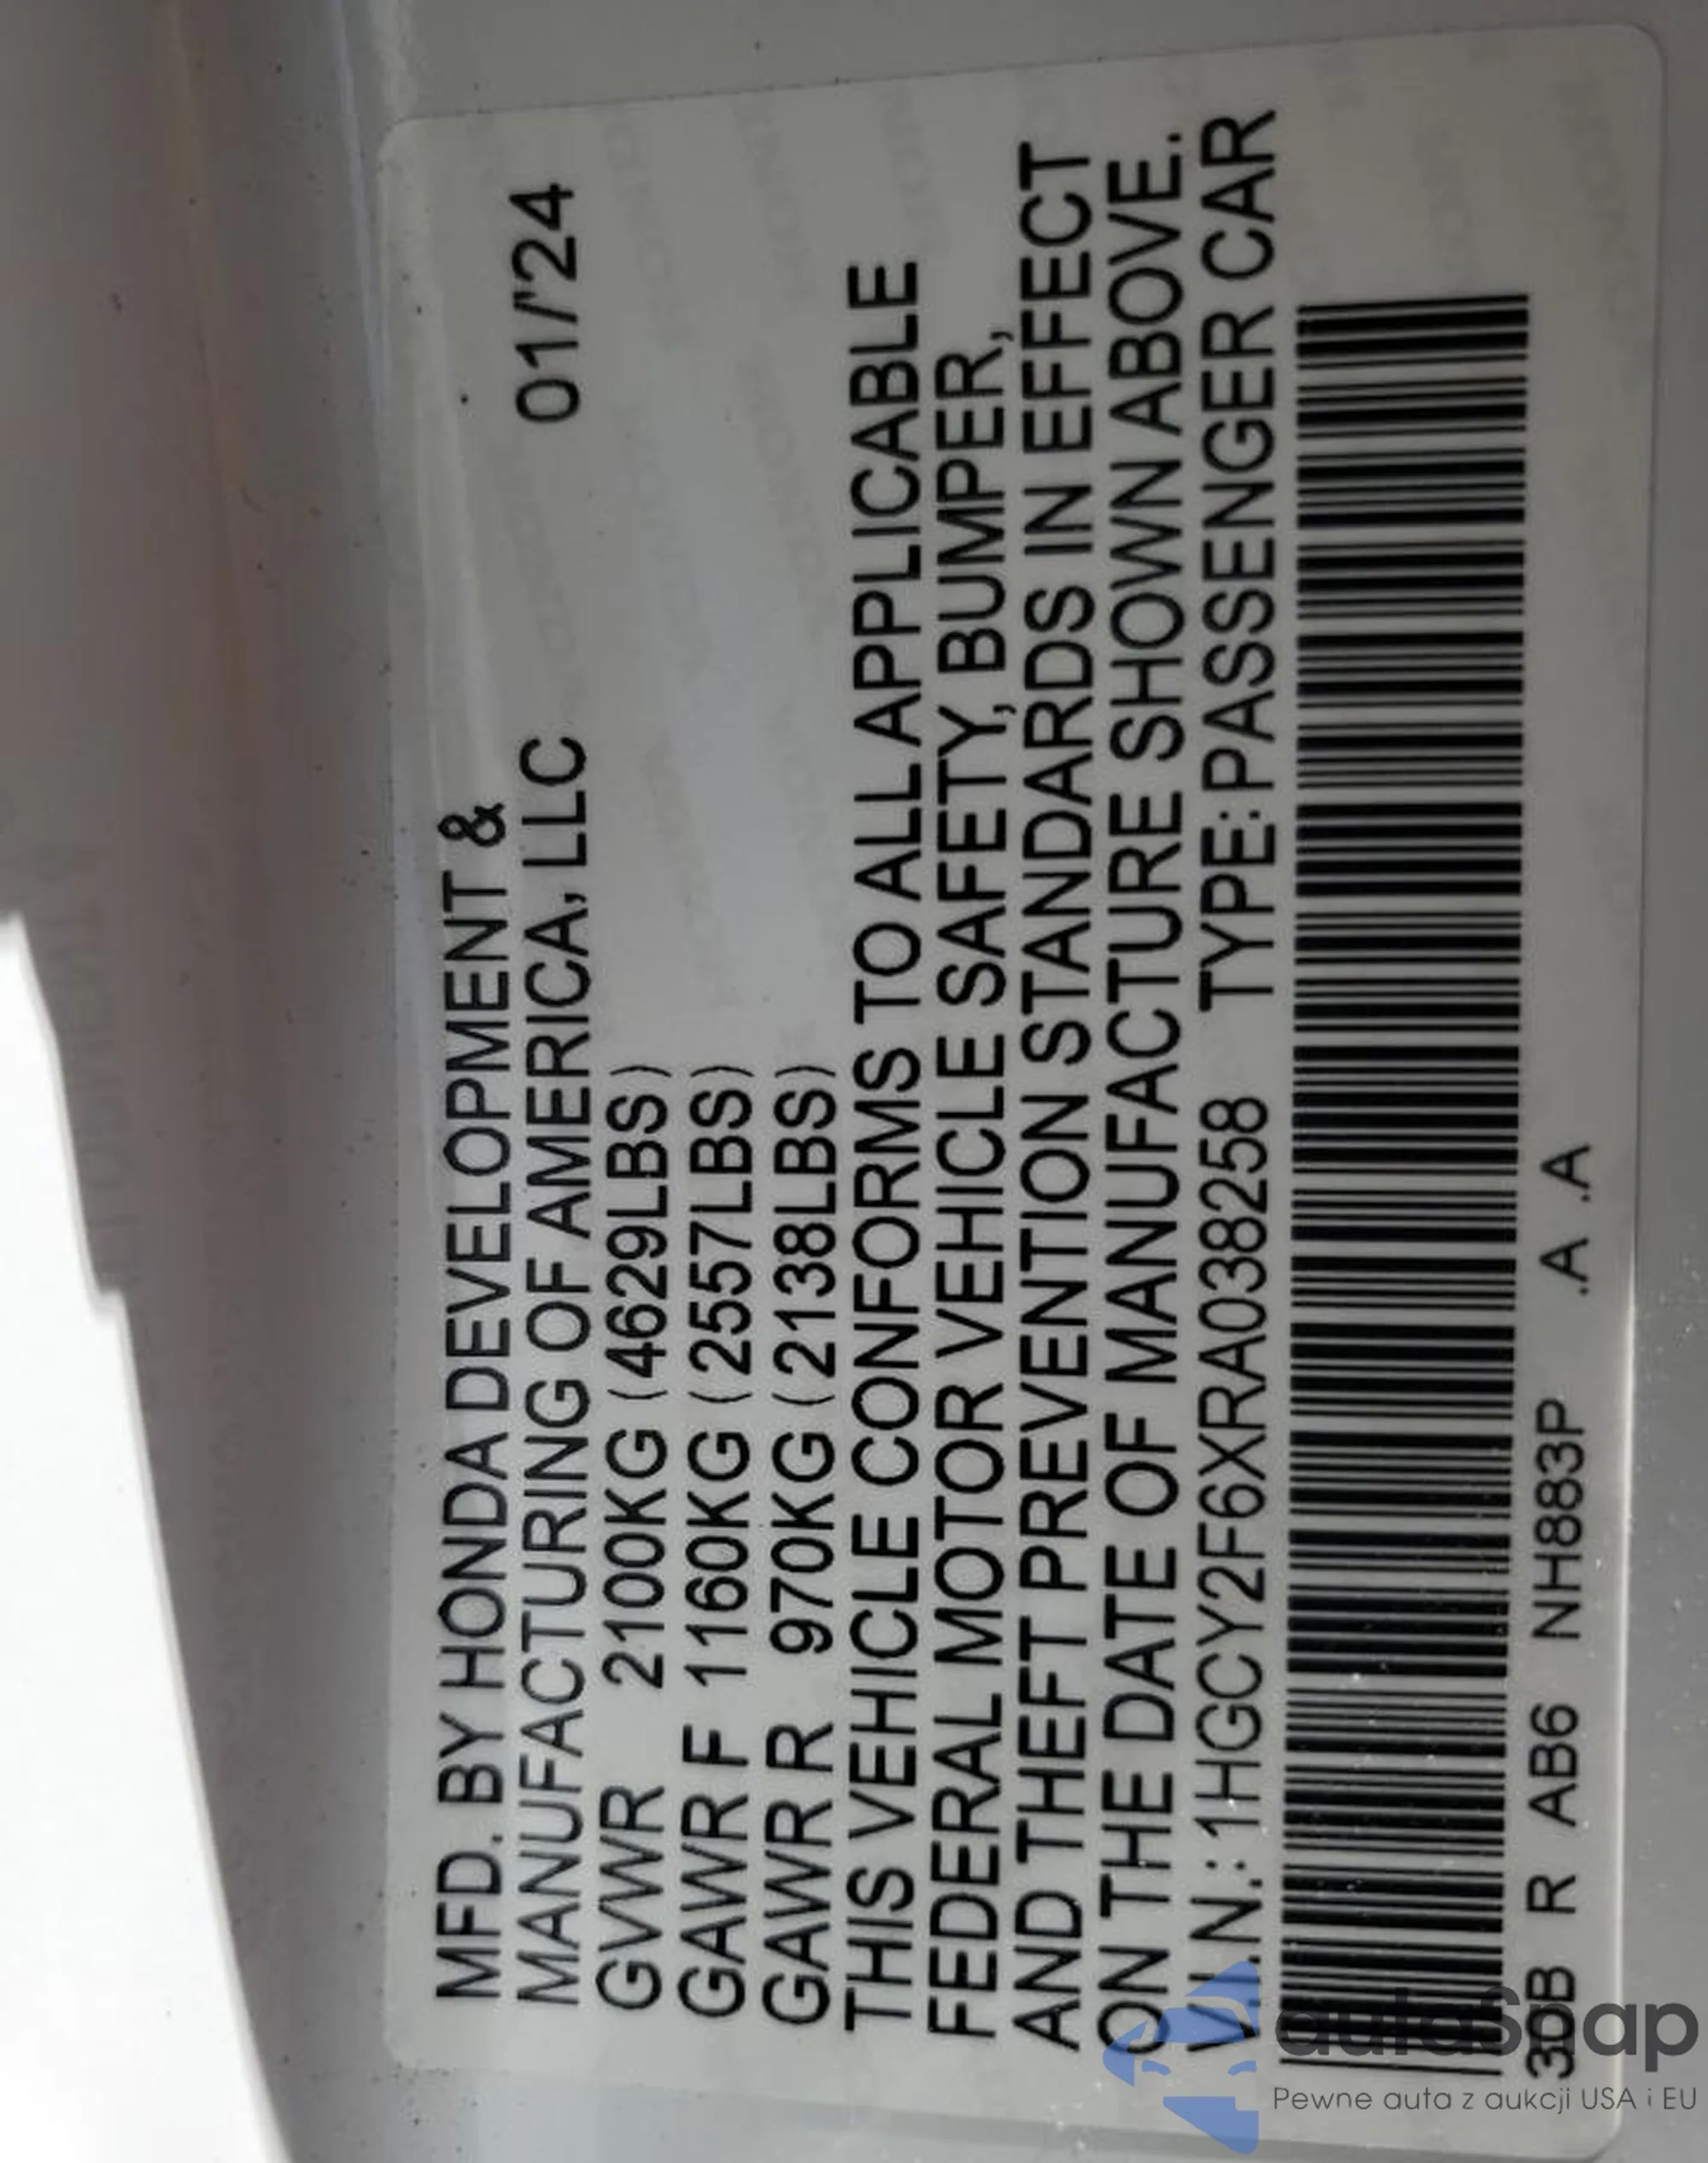 MFD. BY HONDA DEVELOPMENT &
MANUFACTURING OF AMERICA, LLC 01/'24
GVWR 2100KG (4629LBS)
GAWR F 1160KG (2557LBS)
GAWR R 970KG (2138LBS)
THIS VEHICLE CONFORMS TO ALL APPLICABLE
FEDERAL MOTOR VEHICLE SAFETY, BUMPER,
AND THEFT PREVENTION STANDARDS IN EFFECT
ON THE DATE OF MANUFACTURE SHOWN ABOVE.
V.I.N.: 1HGCY2F6XRA038258 TYPE: PASSENGER CAR
30B R AB6 NH883P .A .A
autaSnap
Pewne auta z aukcji USA i EU